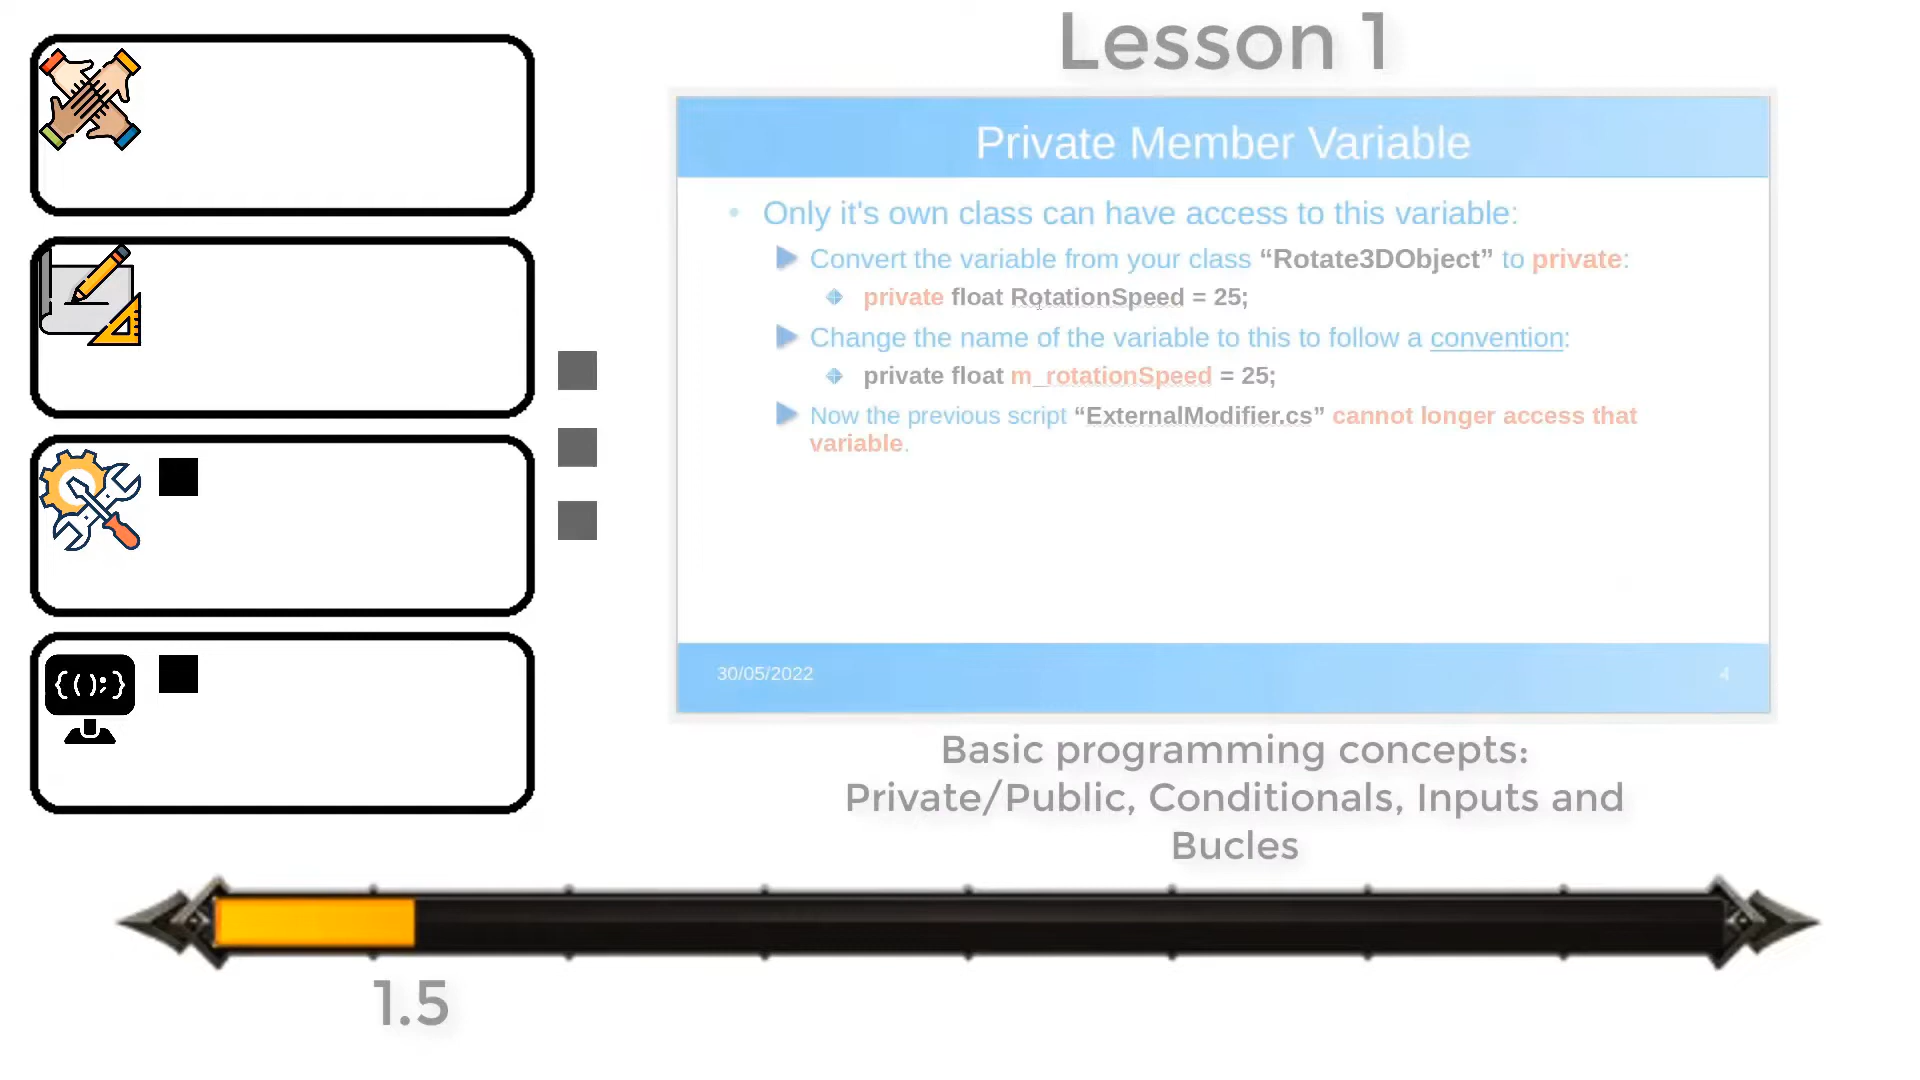 Lesson 1
Private Member Variable
• Only it's own class can have access to this variable:
Convert the variable from your class “Rotate3DObject” to private:
private float RotationSpeed = 25;
Change the name of the variable to this to follow a convention:
private float m_rotationSpeed = 25;
Now the previous script “ExternalModifier.cs” cannot longer access that
variable.
30/05/2022
4
{();}
Basic programming concepts:
Private/Public, Conditionals, Inputs and
Bucles
1.5